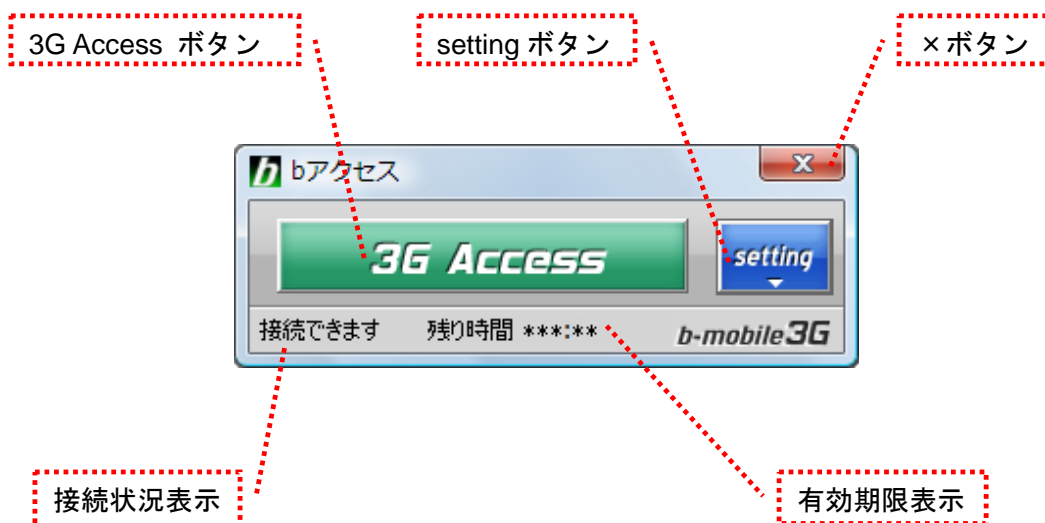 3G Access ボタン
setting ボタン
×ボタン
b bアクセス
3G Access
setting
接続できます 残り時間 ***:** b-mobile3G
接続状況表示
有効期限表示